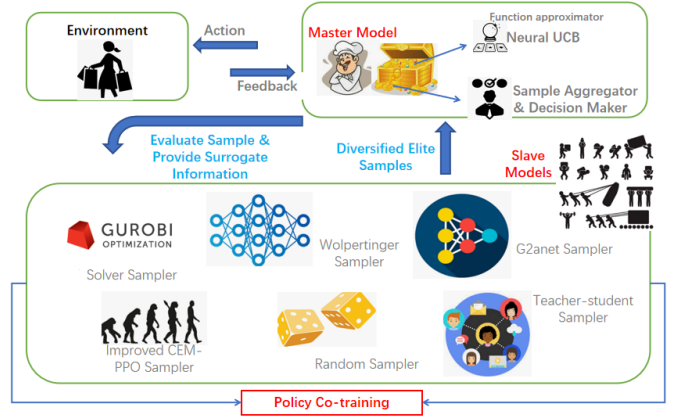 Environment
Action
Feedback
Master Model
Function approximator
Neural UCB
Sample Aggregator
& Decision Maker
Evaluate Sample &
Provide Surrogate
Information
Diversified Elite
Samples
Slave
Models
GUROBI
OPTIMIZATION
Solver Sampler
Wolpertinger
Sampler
G2anet Sampler
Improved CEM-
PPO Sampler
Random Sampler
Teacher-student
Sampler
Policy Co-training